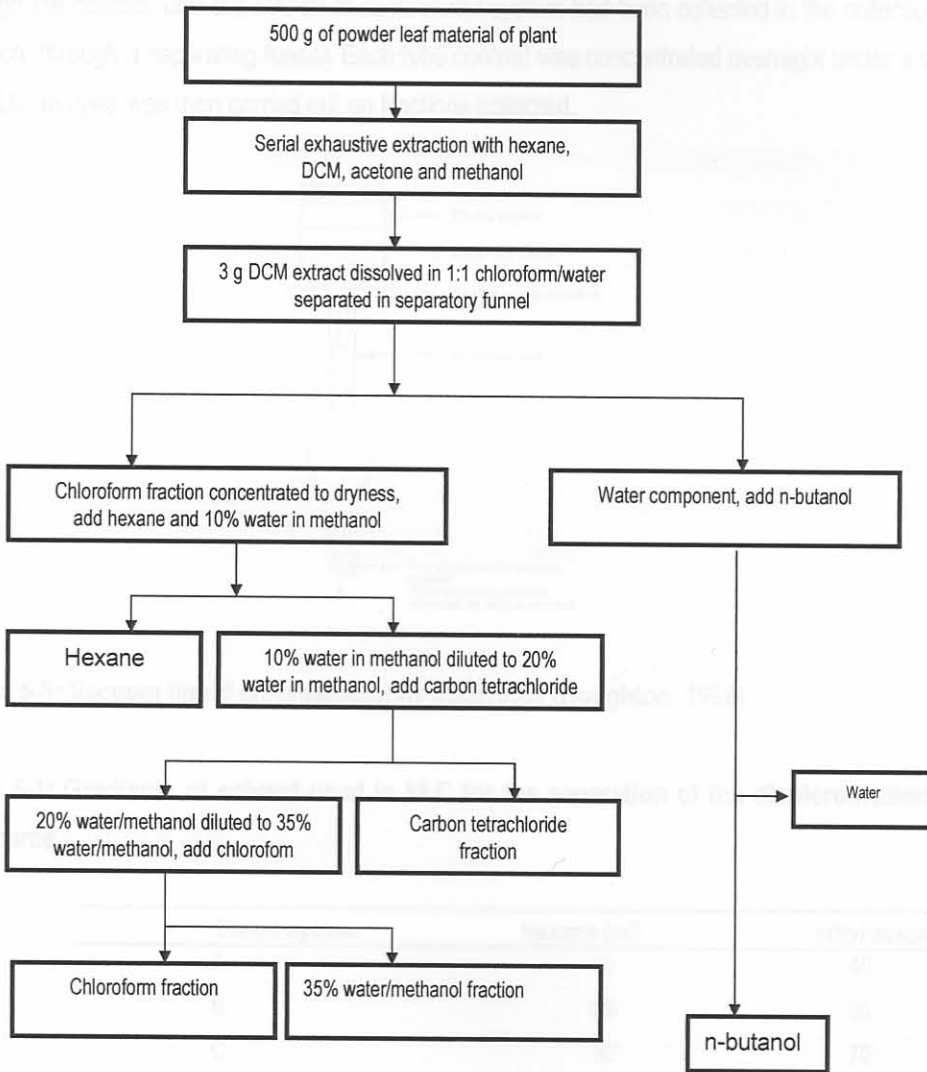 500 g of powder leaf material of plant
Serial exhaustive extraction with hexane,
DCM, acetone and methanol
3 g DCM extract dissolved in 1:1 chloroform/water
separated in separatory funnel
Chloroform fraction concentrated to dryness,
add hexane and 10% water in methanol
Water component, add n-butanol
Hexane
10% water in methanol diluted to 20%
water in methanol, add carbon tetrachloride
Water
20% water/methanol diluted to 35%
water/methanol, add chlorofom
Carbon tetrachloride
fraction
Chloroform fraction
35% water/methanol fraction
n-butanol